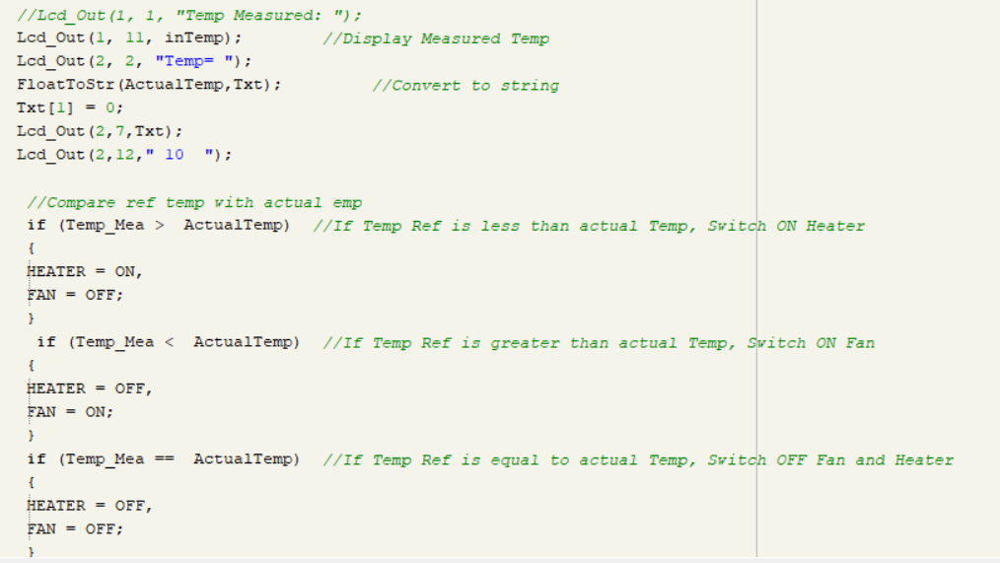 //Lcd_Out(1, 1, "Temp Measured: ");
Lcd_Out(1, 11, inTemp);        //Display Measured Temp
Lcd_Out(2, 2, "Temp= ");
FloatToStr(ActualTemp,Txt);         //Convert to string
Txt[1] = 0;
Lcd_Out(2,7,Txt);
Lcd_Out(2,12," 10  ");
//Compare ref temp with actual emp
if (Temp_Mea >  ActualTemp)  //If Temp Ref is less than actual Temp, Switch ON Heater
{
HEATER = ON,
FAN = OFF;
}
if (Temp_Mea <  ActualTemp)  //If Temp Ref is greater than actual Temp, Switch ON Fan
{
HEATER = OFF,
FAN = ON;
}
if (Temp_Mea ==  ActualTemp)  //If Temp Ref is equal to actual Temp, Switch OFF Fan and Heater
{
HEATER = OFF,
FAN = OFF;
}